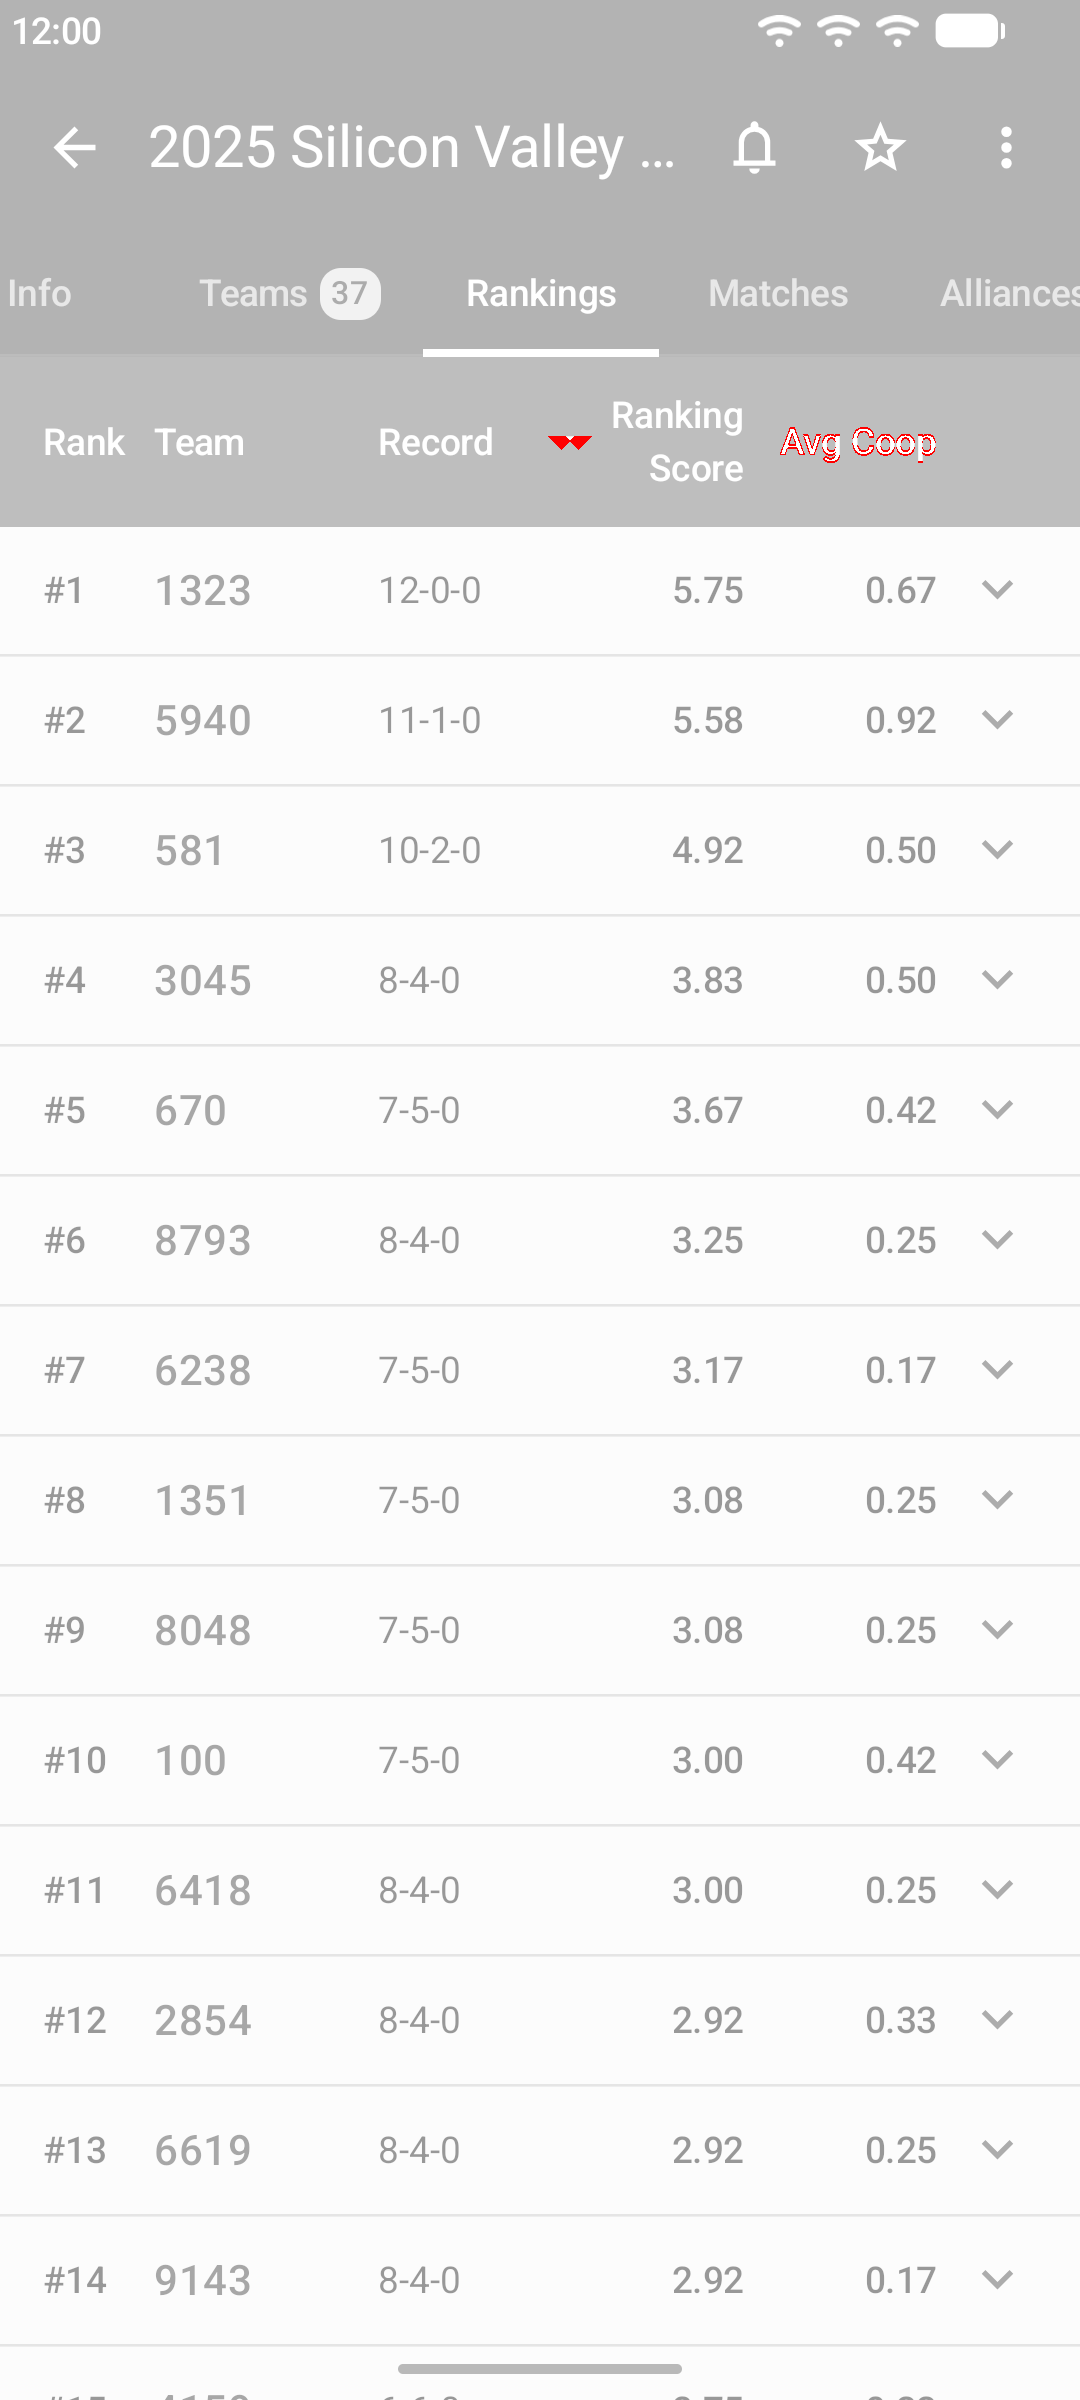 12:00
2025 Silicon Valley ...
Info Teams 37 Rankings Matches Alliances
Rank Team Record Ranking Score Avg Coop
#1 1323 12-0-0 5.75 0.67
#2 5940 11-1-0 5.58 0.92
#3 581 10-2-0 4.92 0.50
#4 3045 8-4-0 3.83 0.50
#5 670 7-5-0 3.67 0.42
#6 8793 8-4-0 3.25 0.25
#7 6238 7-5-0 3.17 0.17
#8 1351 7-5-0 3.08 0.25
#9 8048 7-5-0 3.08 0.25
#10 100 7-5-0 3.00 0.42
#11 6418 8-4-0 3.00 0.25
#12 2854 8-4-0 2.92 0.33
#13 6619 8-4-0 2.92 0.25
#14 9143 8-4-0 2.92 0.17